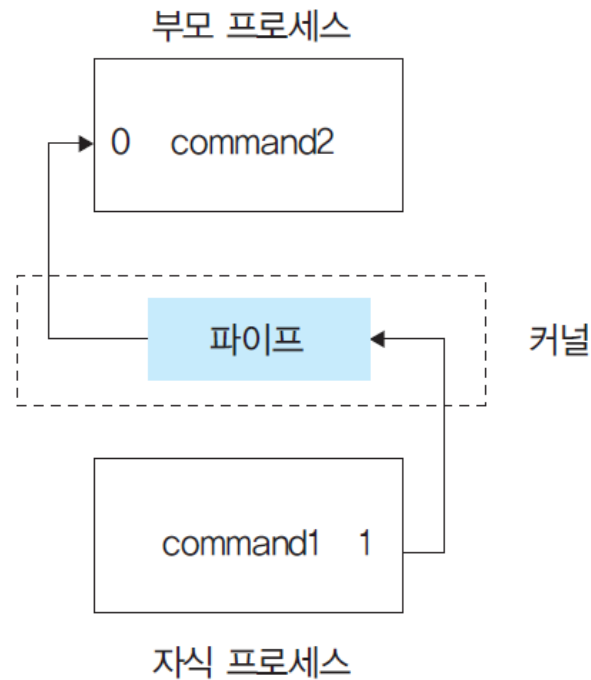 부모 프로세스
0 command2
파이프
커널
command1 1
자식 프로세스